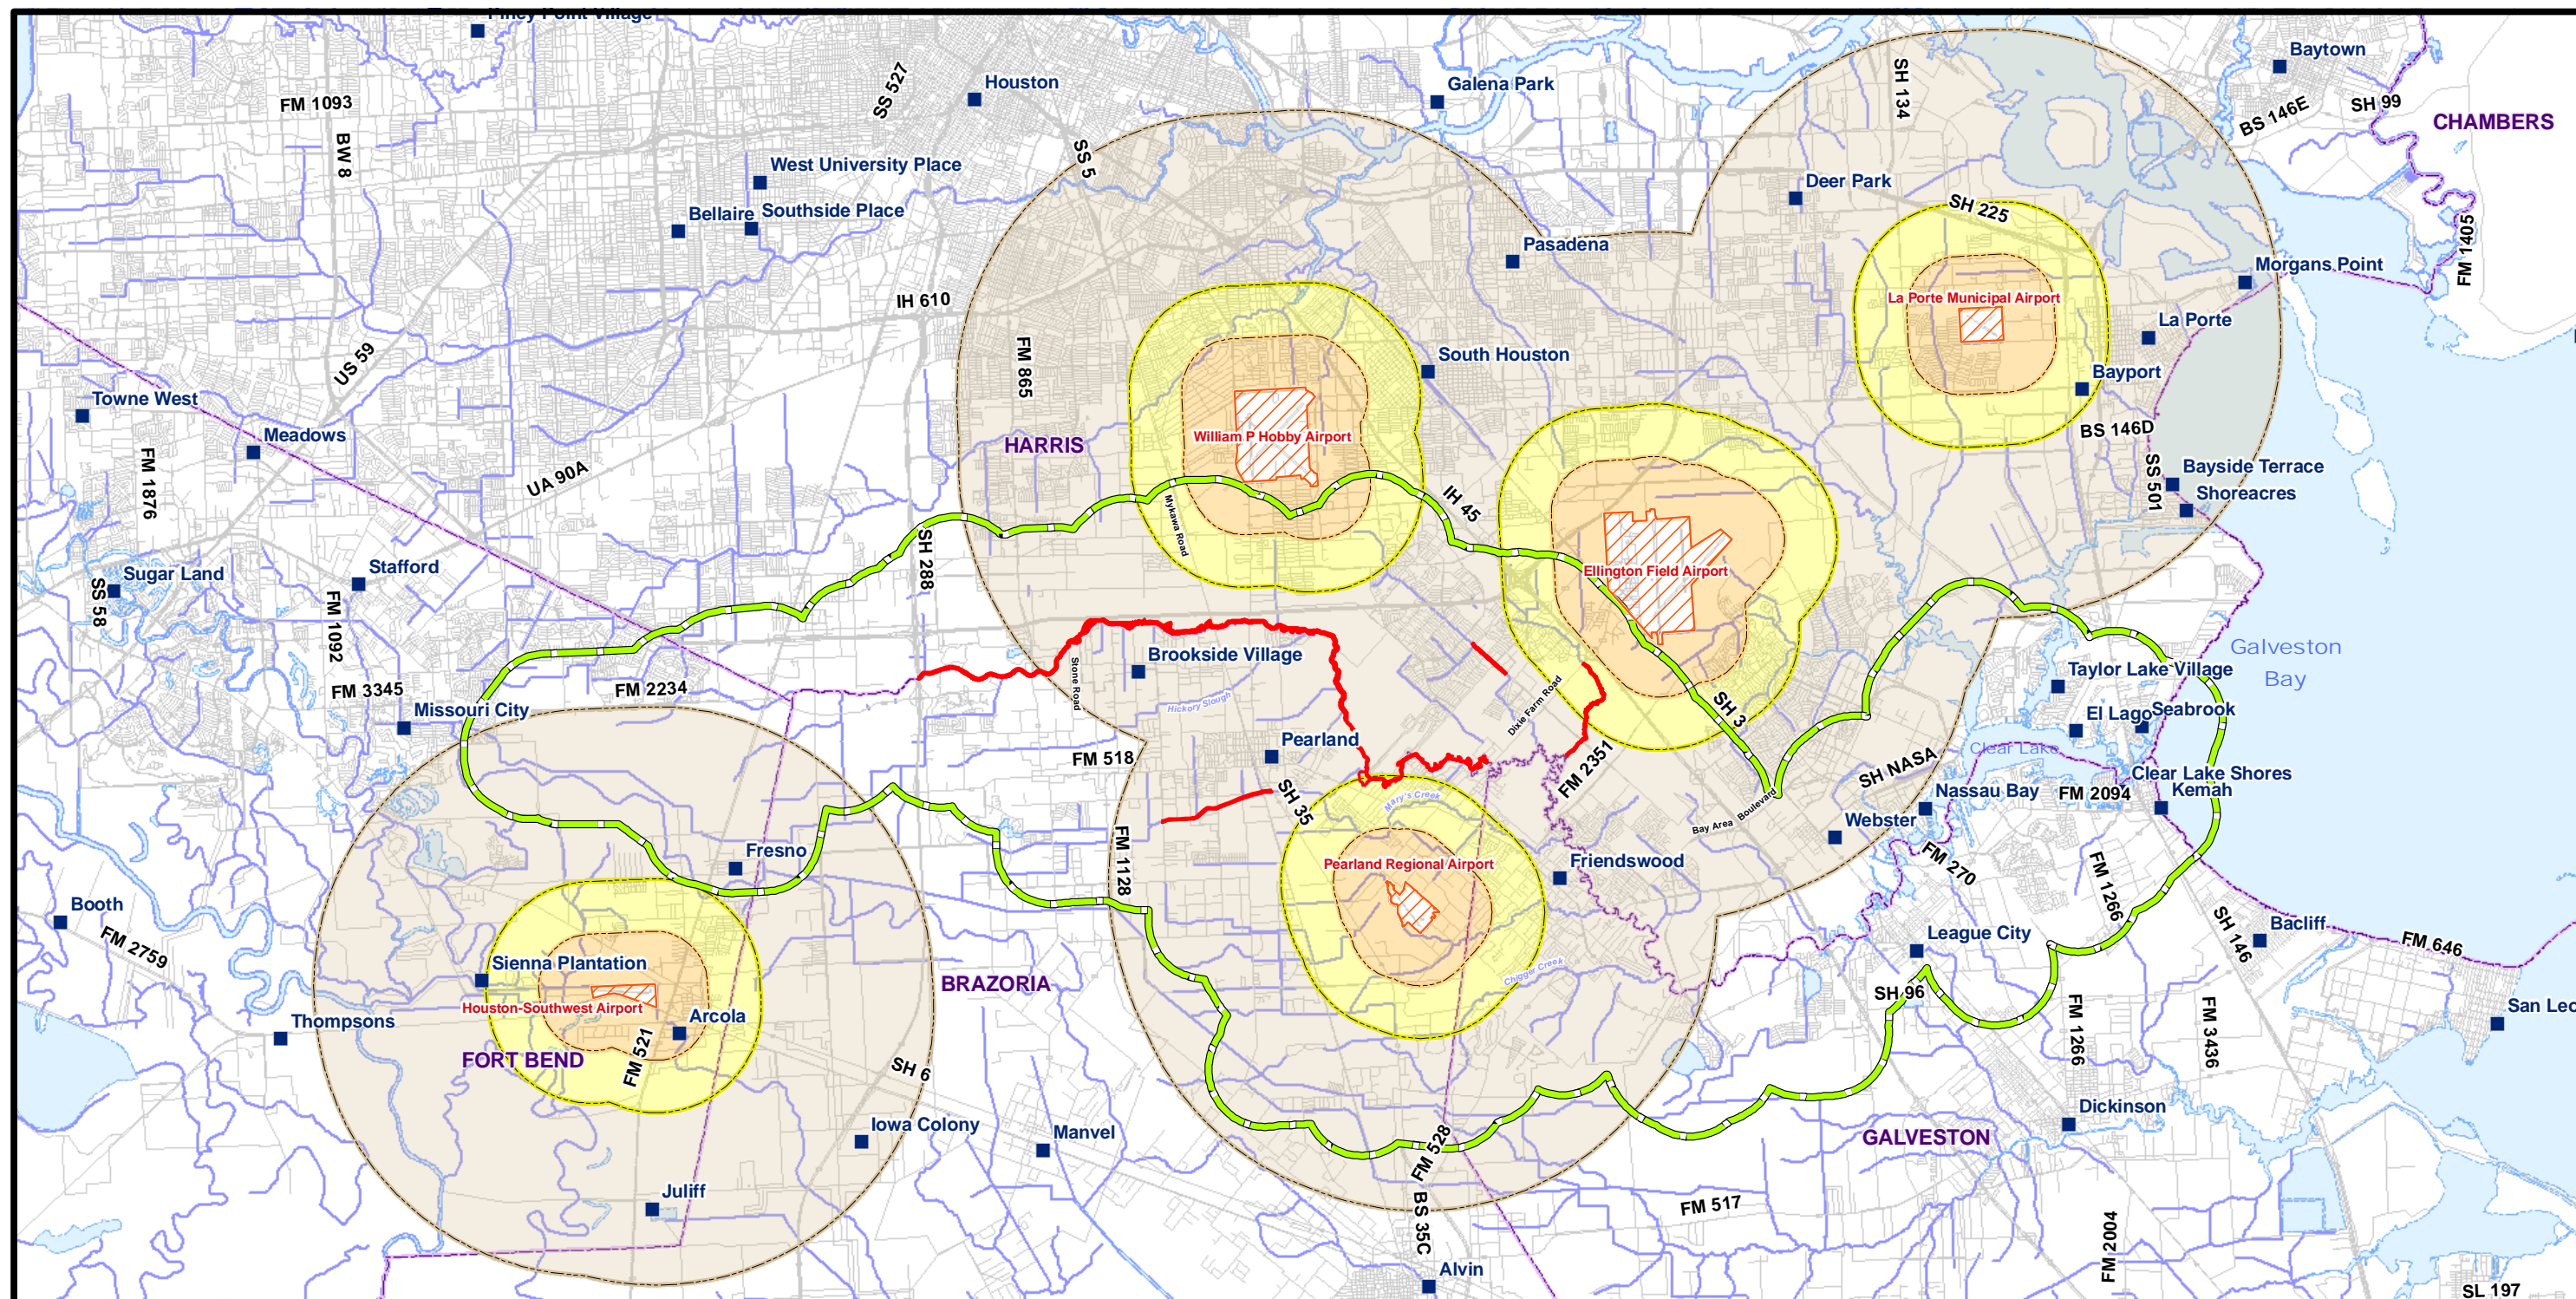 Piney Point Village
Baytown
SH 99
BS 146E
CHAMBERS
FM 1093
BW 8
SS 527
Houston
Galena Park
SH 134
SS 5
West University Place
Bellaire
Southside Place
Deer Park
SH 225
FM 1405
Pasadena
Morgans Point
IH 610
La Porte Municipal Airport
La Porte
FM 865
South Houston
US 59
Bayport
Towne West
Meadows
HARRIS
William P Hobby Airport
BS 146D
FM 1876
UA 90A
SS 501
Bayside Terrace
Shoreacres
IH 45
Mykawa Road
SH 288
Sugar Land
SS 58
Stafford
FM 1092
Ellington Field Airport
Galveston
Bay
Brookside Village
Stone Road
Hickory Slough
FM 3345
FM 2234
Missouri City
Dixie Farm Road
SH 3
Taylor Lake Village
El Lago
Seabrook
Pearland
FM 518
FM 2351
SH NASA
Clear Lake
Clear Lake Shores
Kemah
FM 2094
Nassau Bay
SH 35
Mary's Creek
Bay Area Boulevard
Webster
FM 1128
Fresno
Pearland Regional Airport
Friendswood
FM 270
FM 1266
Booth
FM 2759
League City
SH 146
Bacliff
FM 646
Sienna Plantation
Houston-Southwest Airport
BRAZORIA
Chigger Creek
SH 96
San Leo
Thompsons
Arcola
FM 521
FORT BEND
SH 6
FM 1266
FM 3436
Iowa Colony
Manvel
FM 528
GALVESTON
Dickinson
Juliff
BS 35C
FM 517
FM 2004
Alvin
SL 197